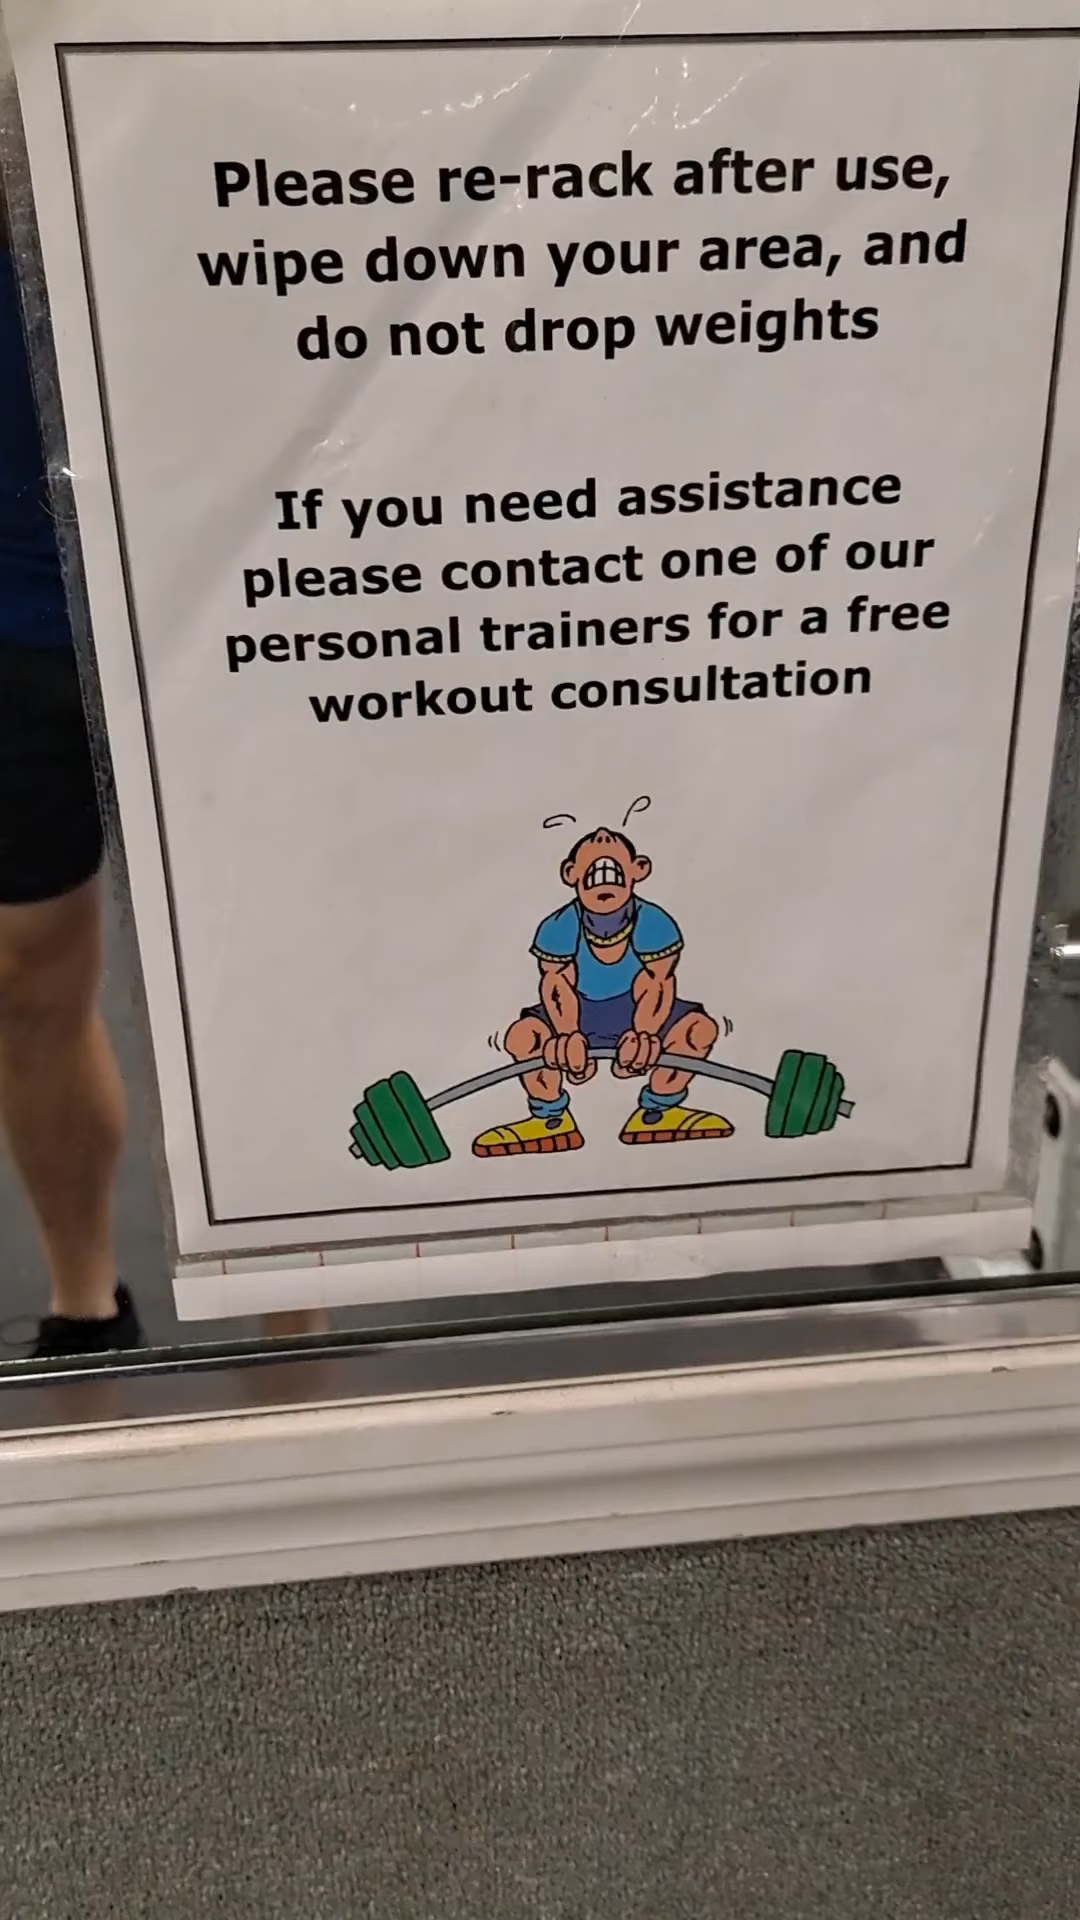 Please re-rack after use,
wipe down your area, and
do not drop weights
If you need assistance
please contact one of our
personal trainers for a free
workout consultation